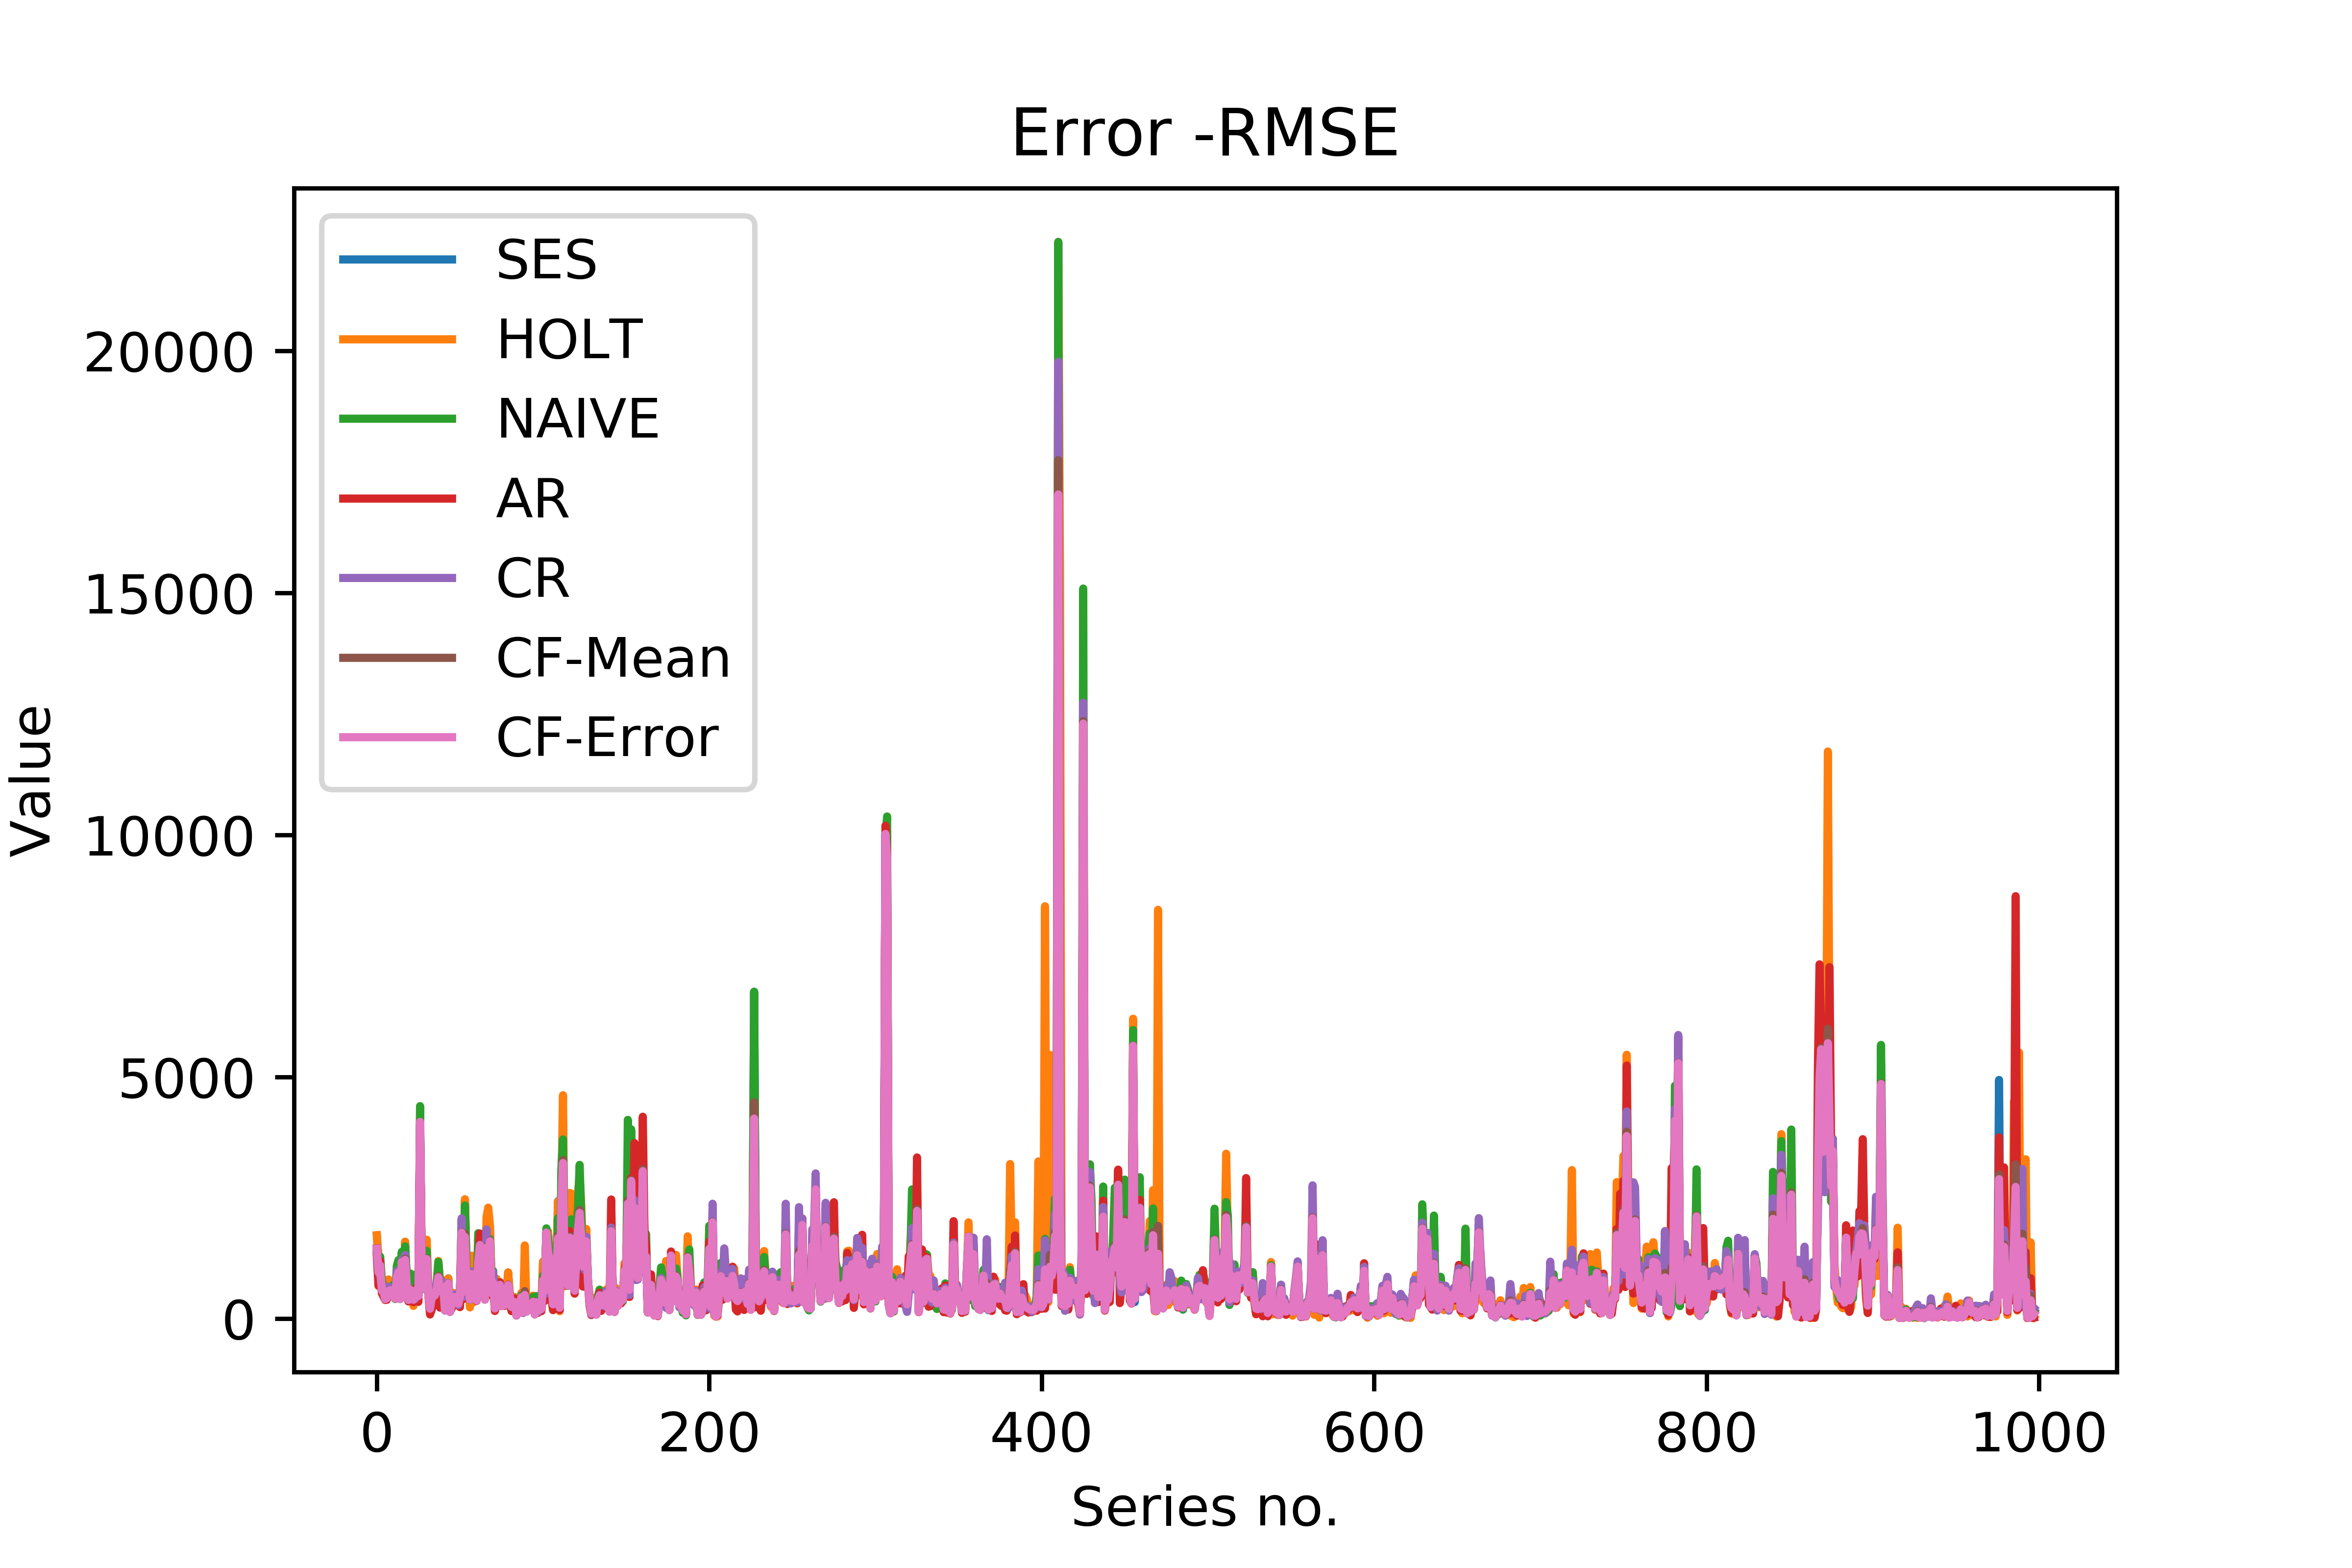 Error -RMSE
SES
HOLT
NAIVE
AR
CR
CF-Mean
CF-Error
Value
20000
15000
10000
5000
0
0 200 400 600 800 1000
Series no.